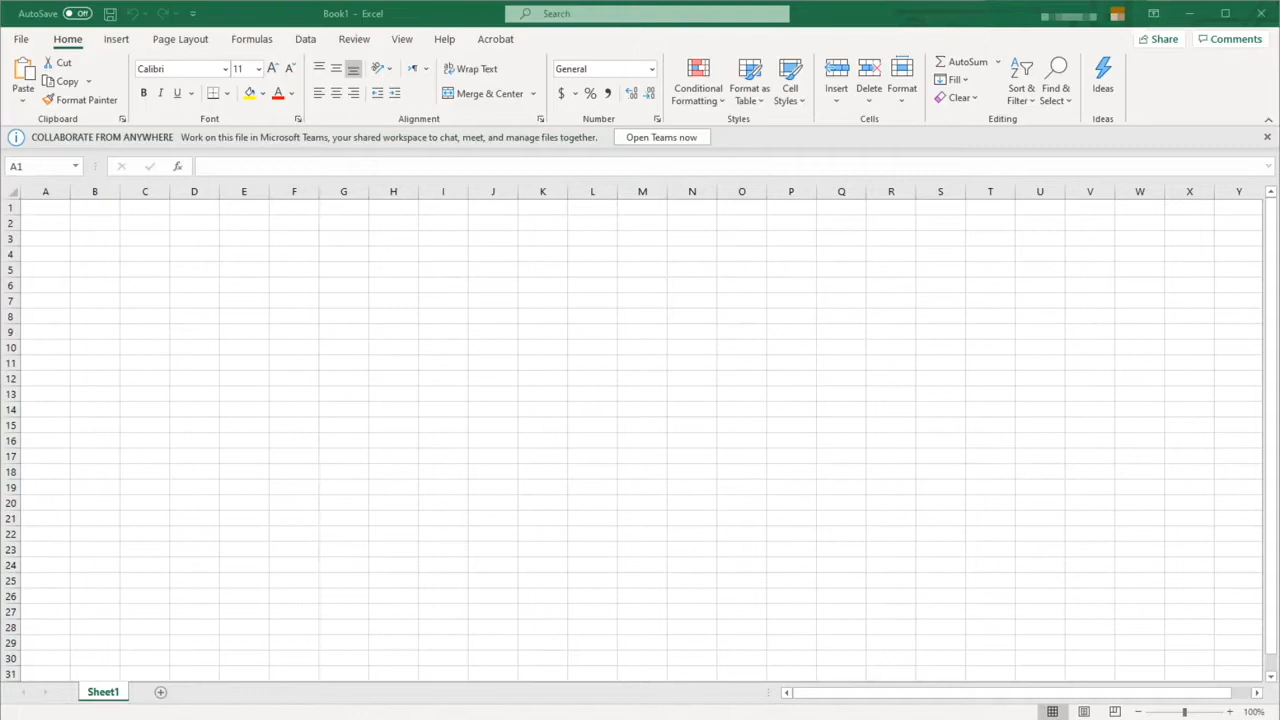 AutoSave Off Book1 - Excel Search
File Home Insert Page Layout Formulas Data Review View Help Acrobat Share Comments
Paste Cut Copy Format Painter Clipboard
Calibri 11 B I U A A A Font
Wrap Text Merge & Center Alignment
General $ % Number
Conditional Formatting Format as Table Cell Styles Styles
Insert Delete Format Cells
AutoSum Fill Clear Sort & Filter Find & Select Editing
Ideas Ideas
COLLABORATE FROM ANYWHERE Work on this file in Microsoft Teams, your shared workspace to chat, meet, and manage files together. Open Teams now
A1 fx
A B C D E F G H I J K L M N O P Q R S T U V W X Y
1
2
3
4
5
6
7
8
9
10
11
12
13
14
15
16
17
18
19
20
21
22
23
24
25
26
27
28
29
30
31
Sheet1
100%